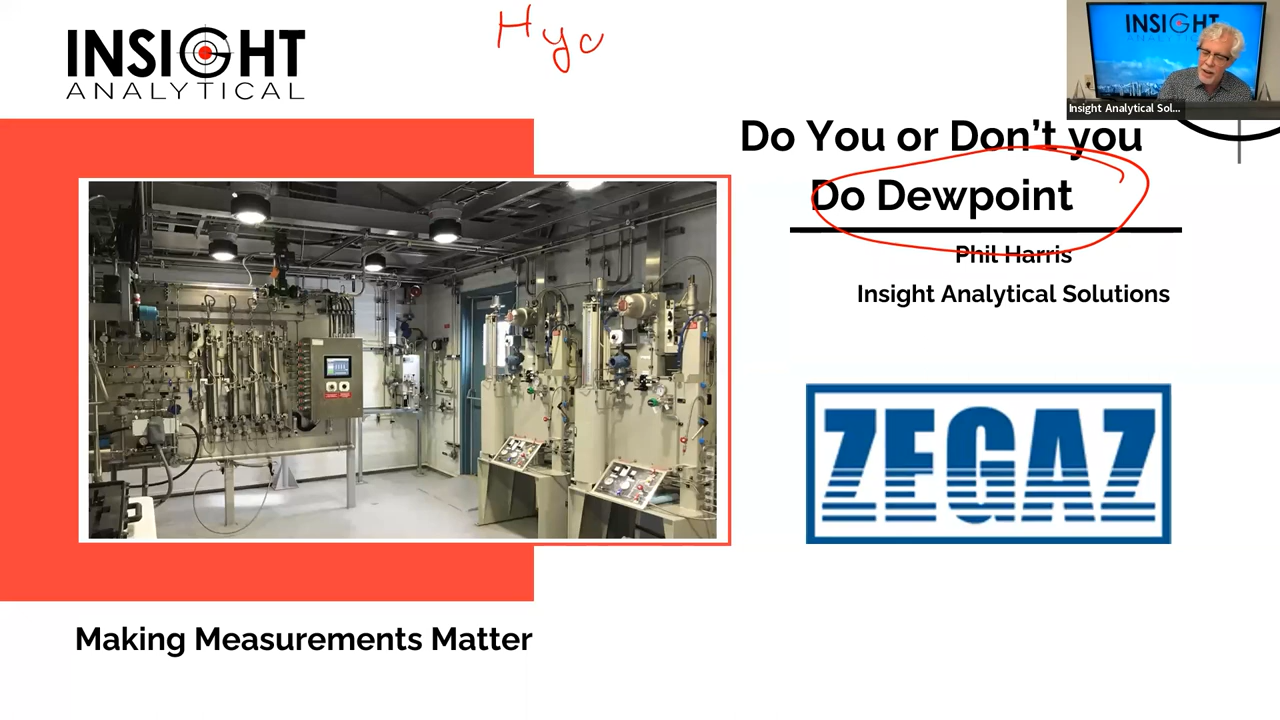 INSIGHT
ANALYTICAL
Hyc
INSIGHT
ANALYTICAL
Insight Analytical Sol...
Do You or Don't you
Do Dewpoint
Phil Harris
Insight Analytical Solutions
ZEGAZ
Making Measurements Matter